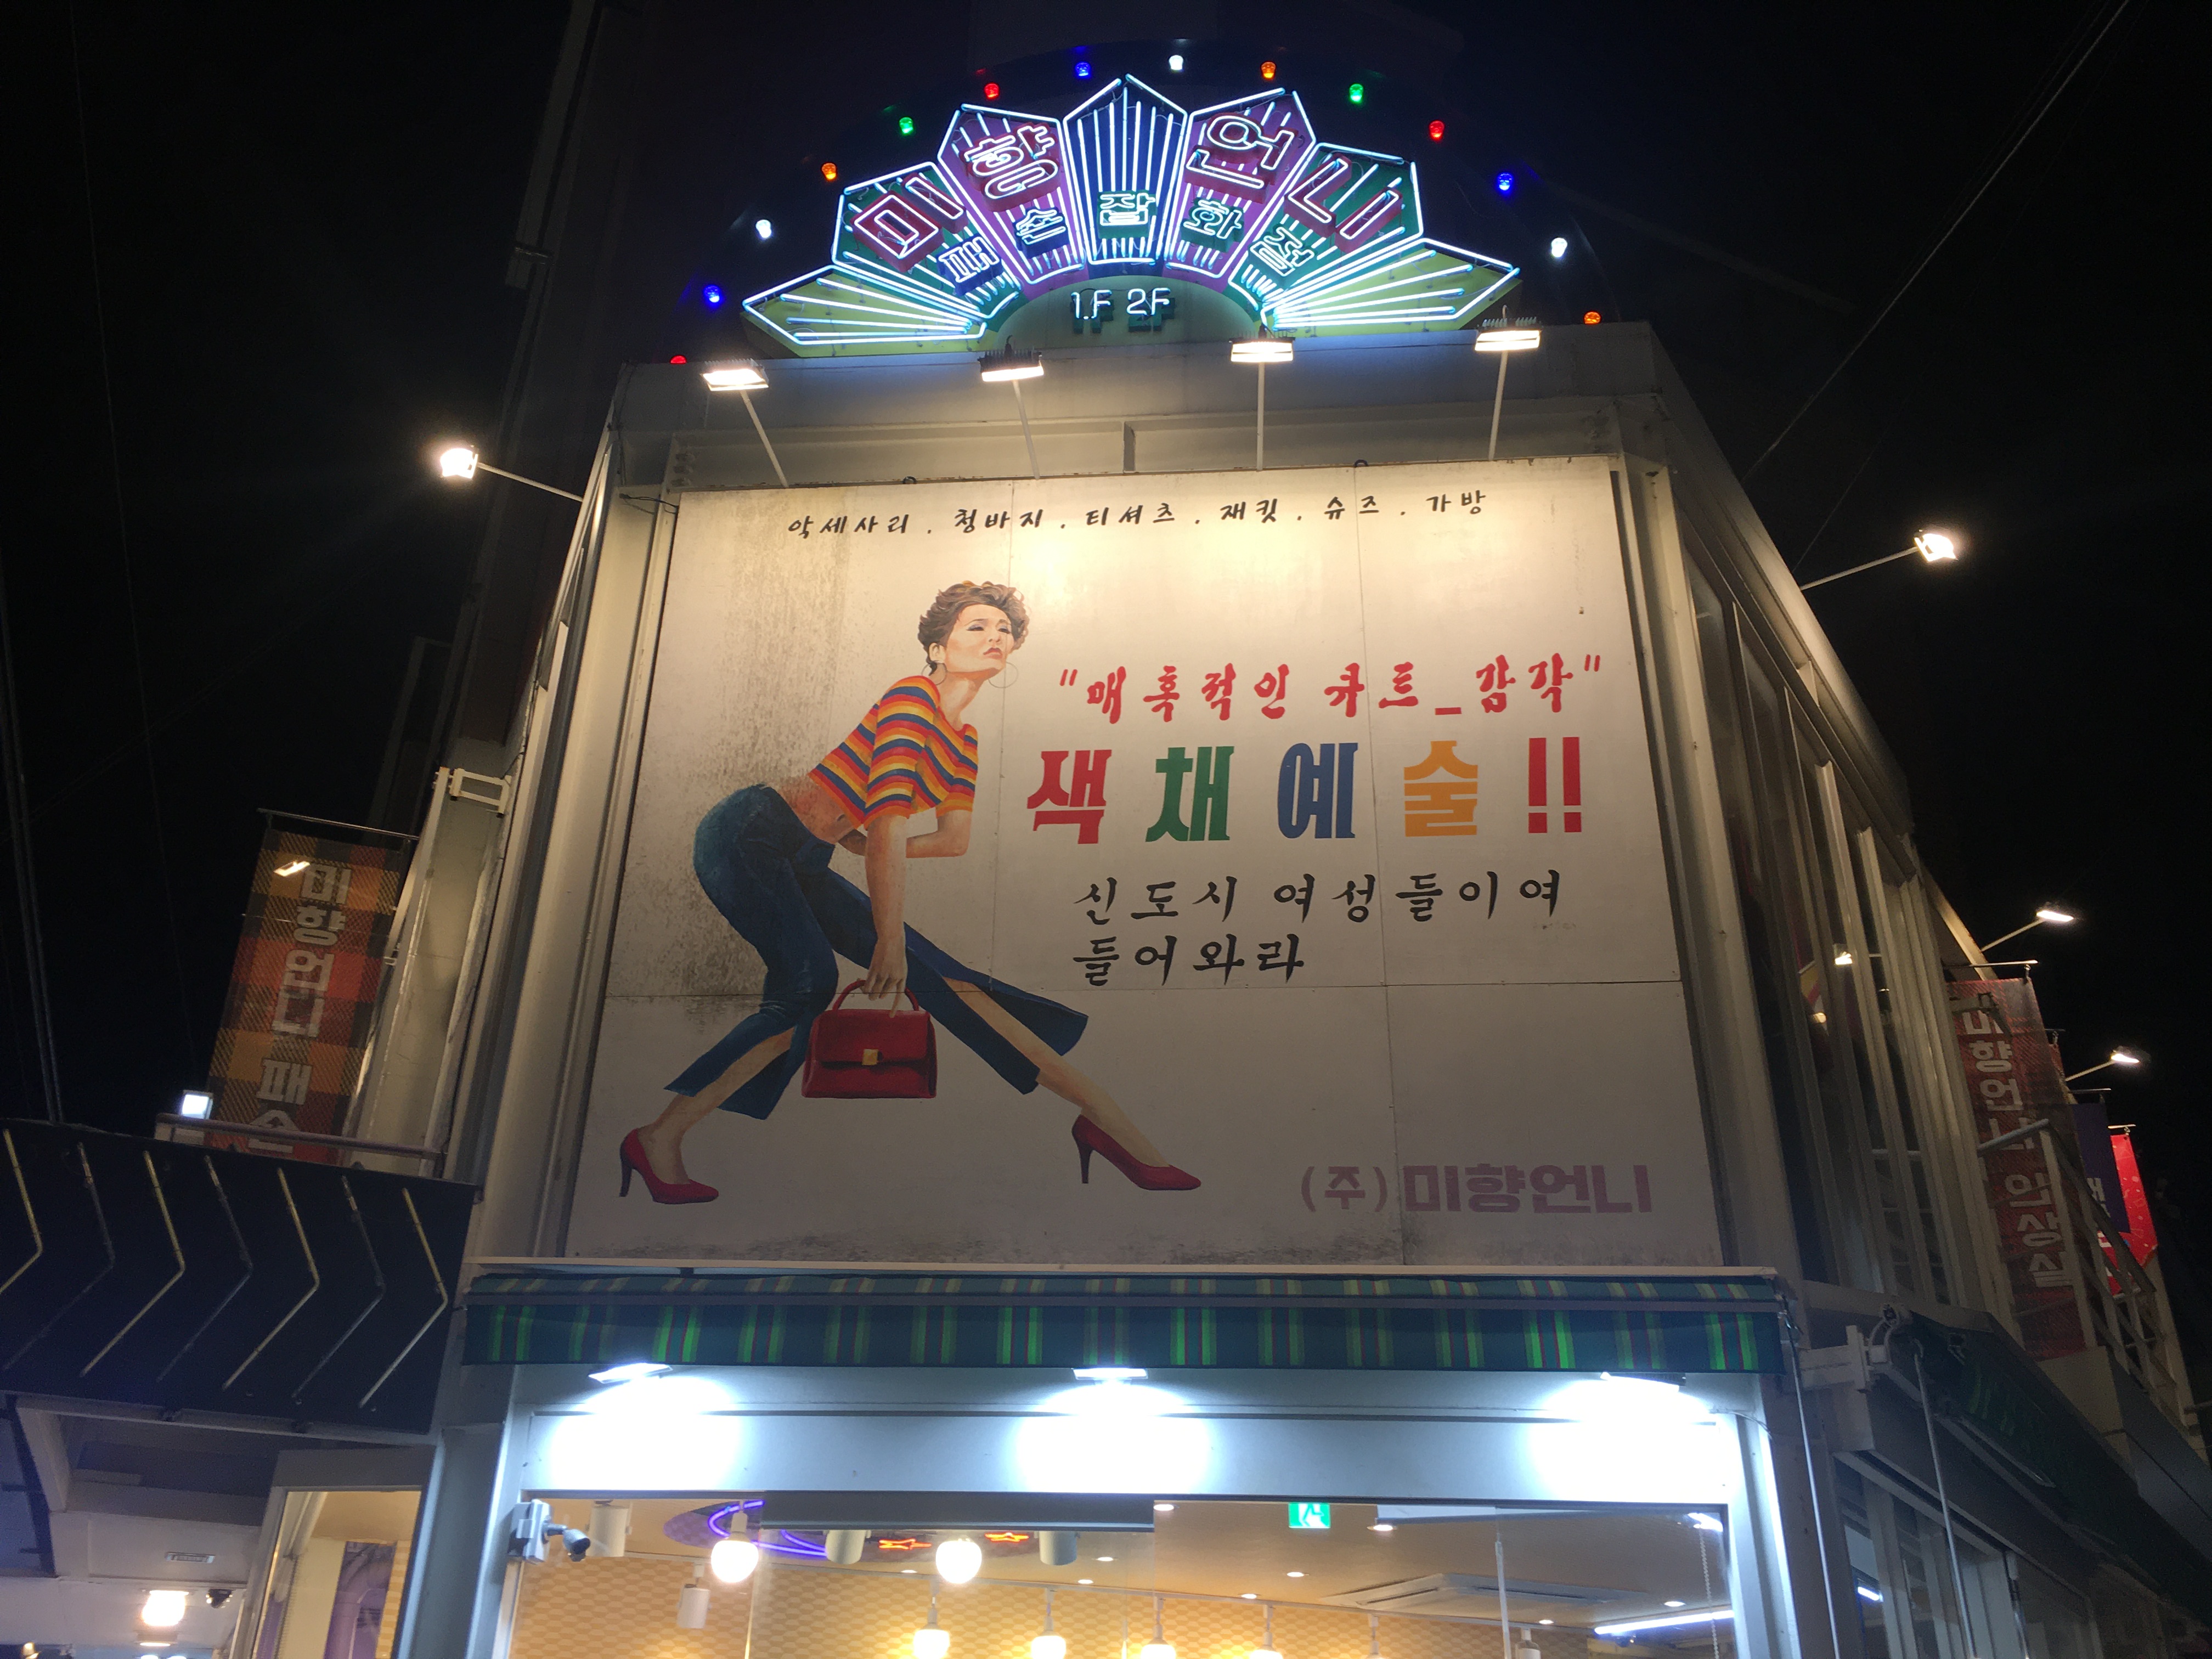 미향언니
패숀잡화점
1F 2F
악세사리 . 청바지 . 티셔츠 . 재킷 . 슈즈 . 가방
"매혹적인 큐트_감각"
색채예술!!
신도시 여성들이여
들어와라
(주)미향언니
미향언니 패숀
미향언니 의상실